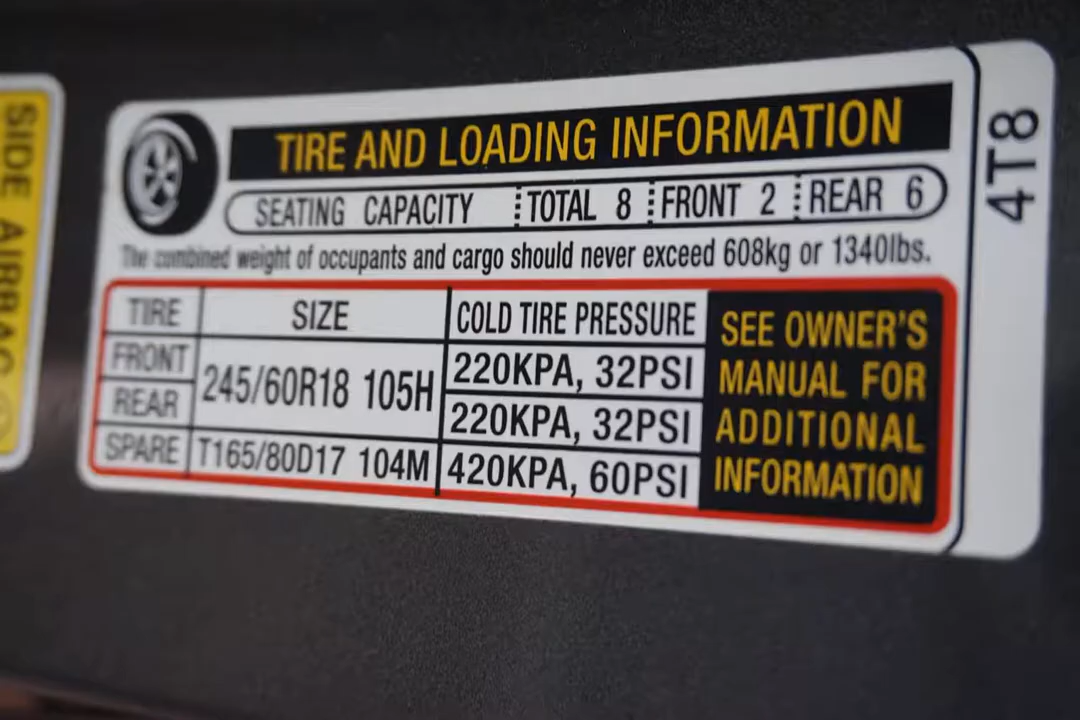 SIDE AIRBAG
TIRE AND LOADING INFORMATION
SEATING CAPACITY TOTAL 8 FRONT 2 REAR 6
The combined weight of occupants and cargo should never exceed 608kg or 1340lbs.
TIRE SIZE COLD TIRE PRESSURE
FRONT 245/60R18 105H 220KPA, 32PSI
REAR 220KPA, 32PSI
SPARE T165/80D17 104M 420KPA, 60PSI
SEE OWNER'S
MANUAL FOR
ADDITIONAL
INFORMATION
4T8